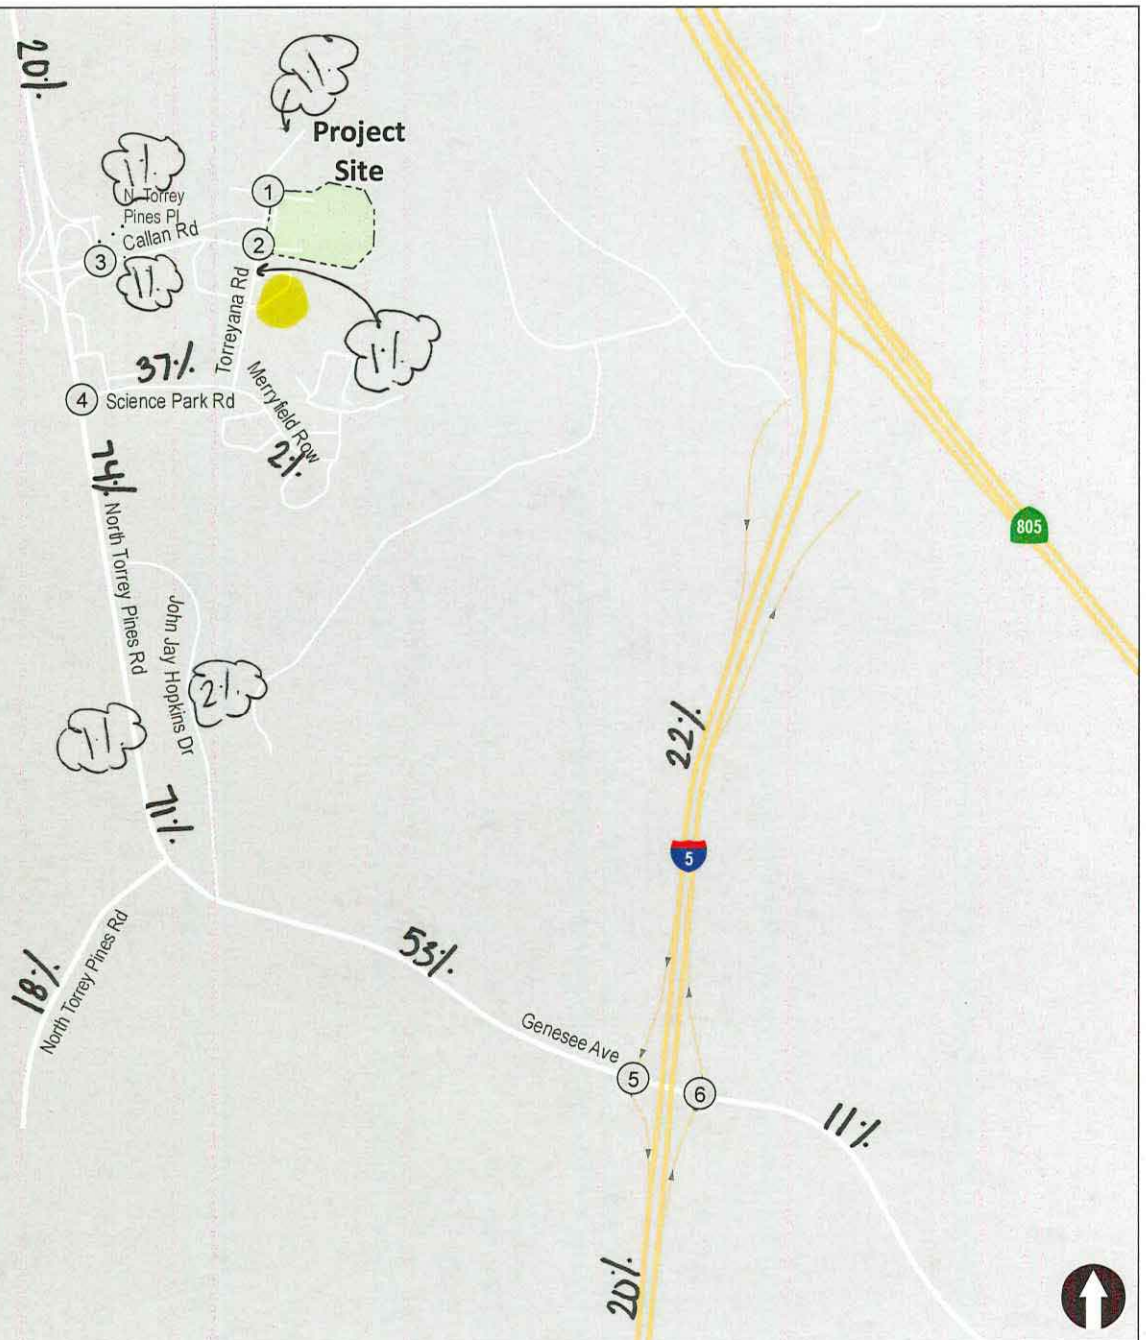 20%
1%
Project
Site
1%
N. Torrey
Pines Pl
Callan Rd
1
2
3
1%
Torreyana Rd
1%
37%
Merryfield Row
2%
4
Science Park Rd
805
74%
North Torrey Pines Rd
John Jay Hopkins Dr
2%
1%
22%
71%
5
18%
North Torrey Pines Rd
53%
Genesee Ave
5
6
11%
20%